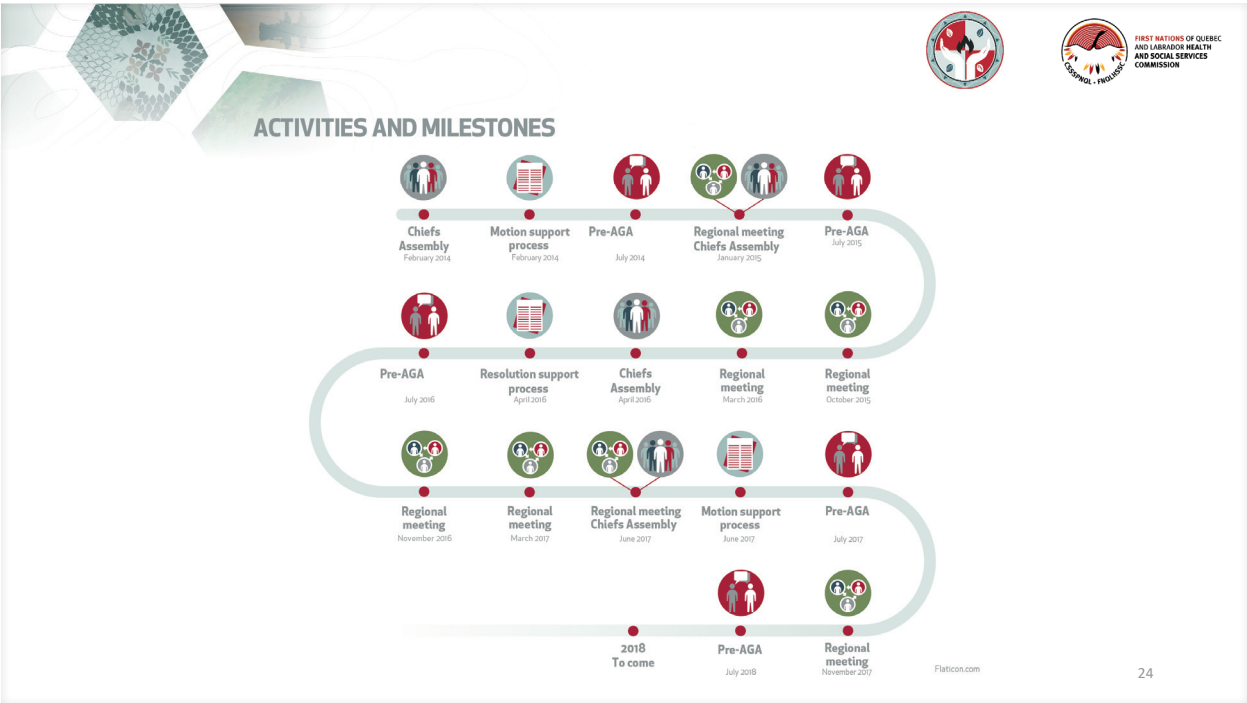 FIRST NATIONS OF QUEBEC
AND LABRADOR HEALTH
AND SOCIAL SERVICES
COMMISSION
CSSSPNQL · FNQLHSSC
ACTIVITIES AND MILESTONES
Chiefs
Assembly
February 2014
Motion support
process
February 2014
Pre-AGA
July 2014
Regional meeting
Chiefs Assembly
January 2015
Pre-AGA
July 2015
Pre-AGA
July 2016
Resolution support
process
April 2016
Chiefs
Assembly
April 2016
Regional
meeting
March 2016
Regional
meeting
October 2015
Regional
meeting
November 2016
Regional
meeting
March 2017
Regional meeting
Chiefs Assembly
June 2017
Motion support
process
June 2017
Pre-AGA
July 2017
2018
To come
Pre-AGA
July 2018
Regional
meeting
November 2017
Flaticon.com
24